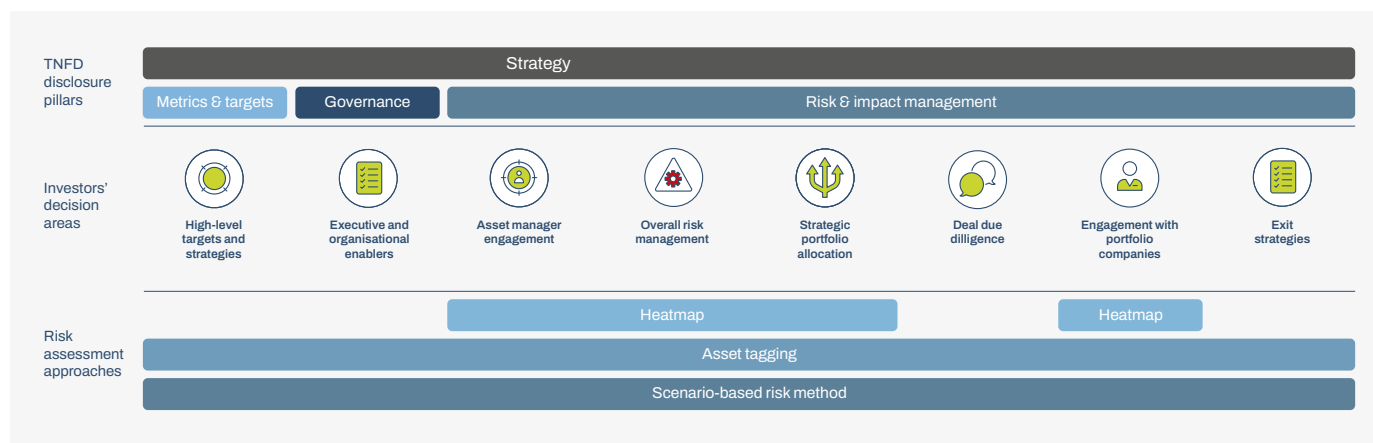 TNFD
disclosure
pillars
Strategy
Metrics & targets
Governance
Risk & impact management
Investors’
decision
areas
High-level
targets and
strategies
Executive and
organisational
enablers
Asset manager
engagement
Overall risk
management
Strategic
portfolio
allocation
Deal due
dilligence
Engagement with
portfolio
companies
Exit
strategies
Risk
assessment
approaches
Heatmap
Heatmap
Asset tagging
Scenario-based risk method